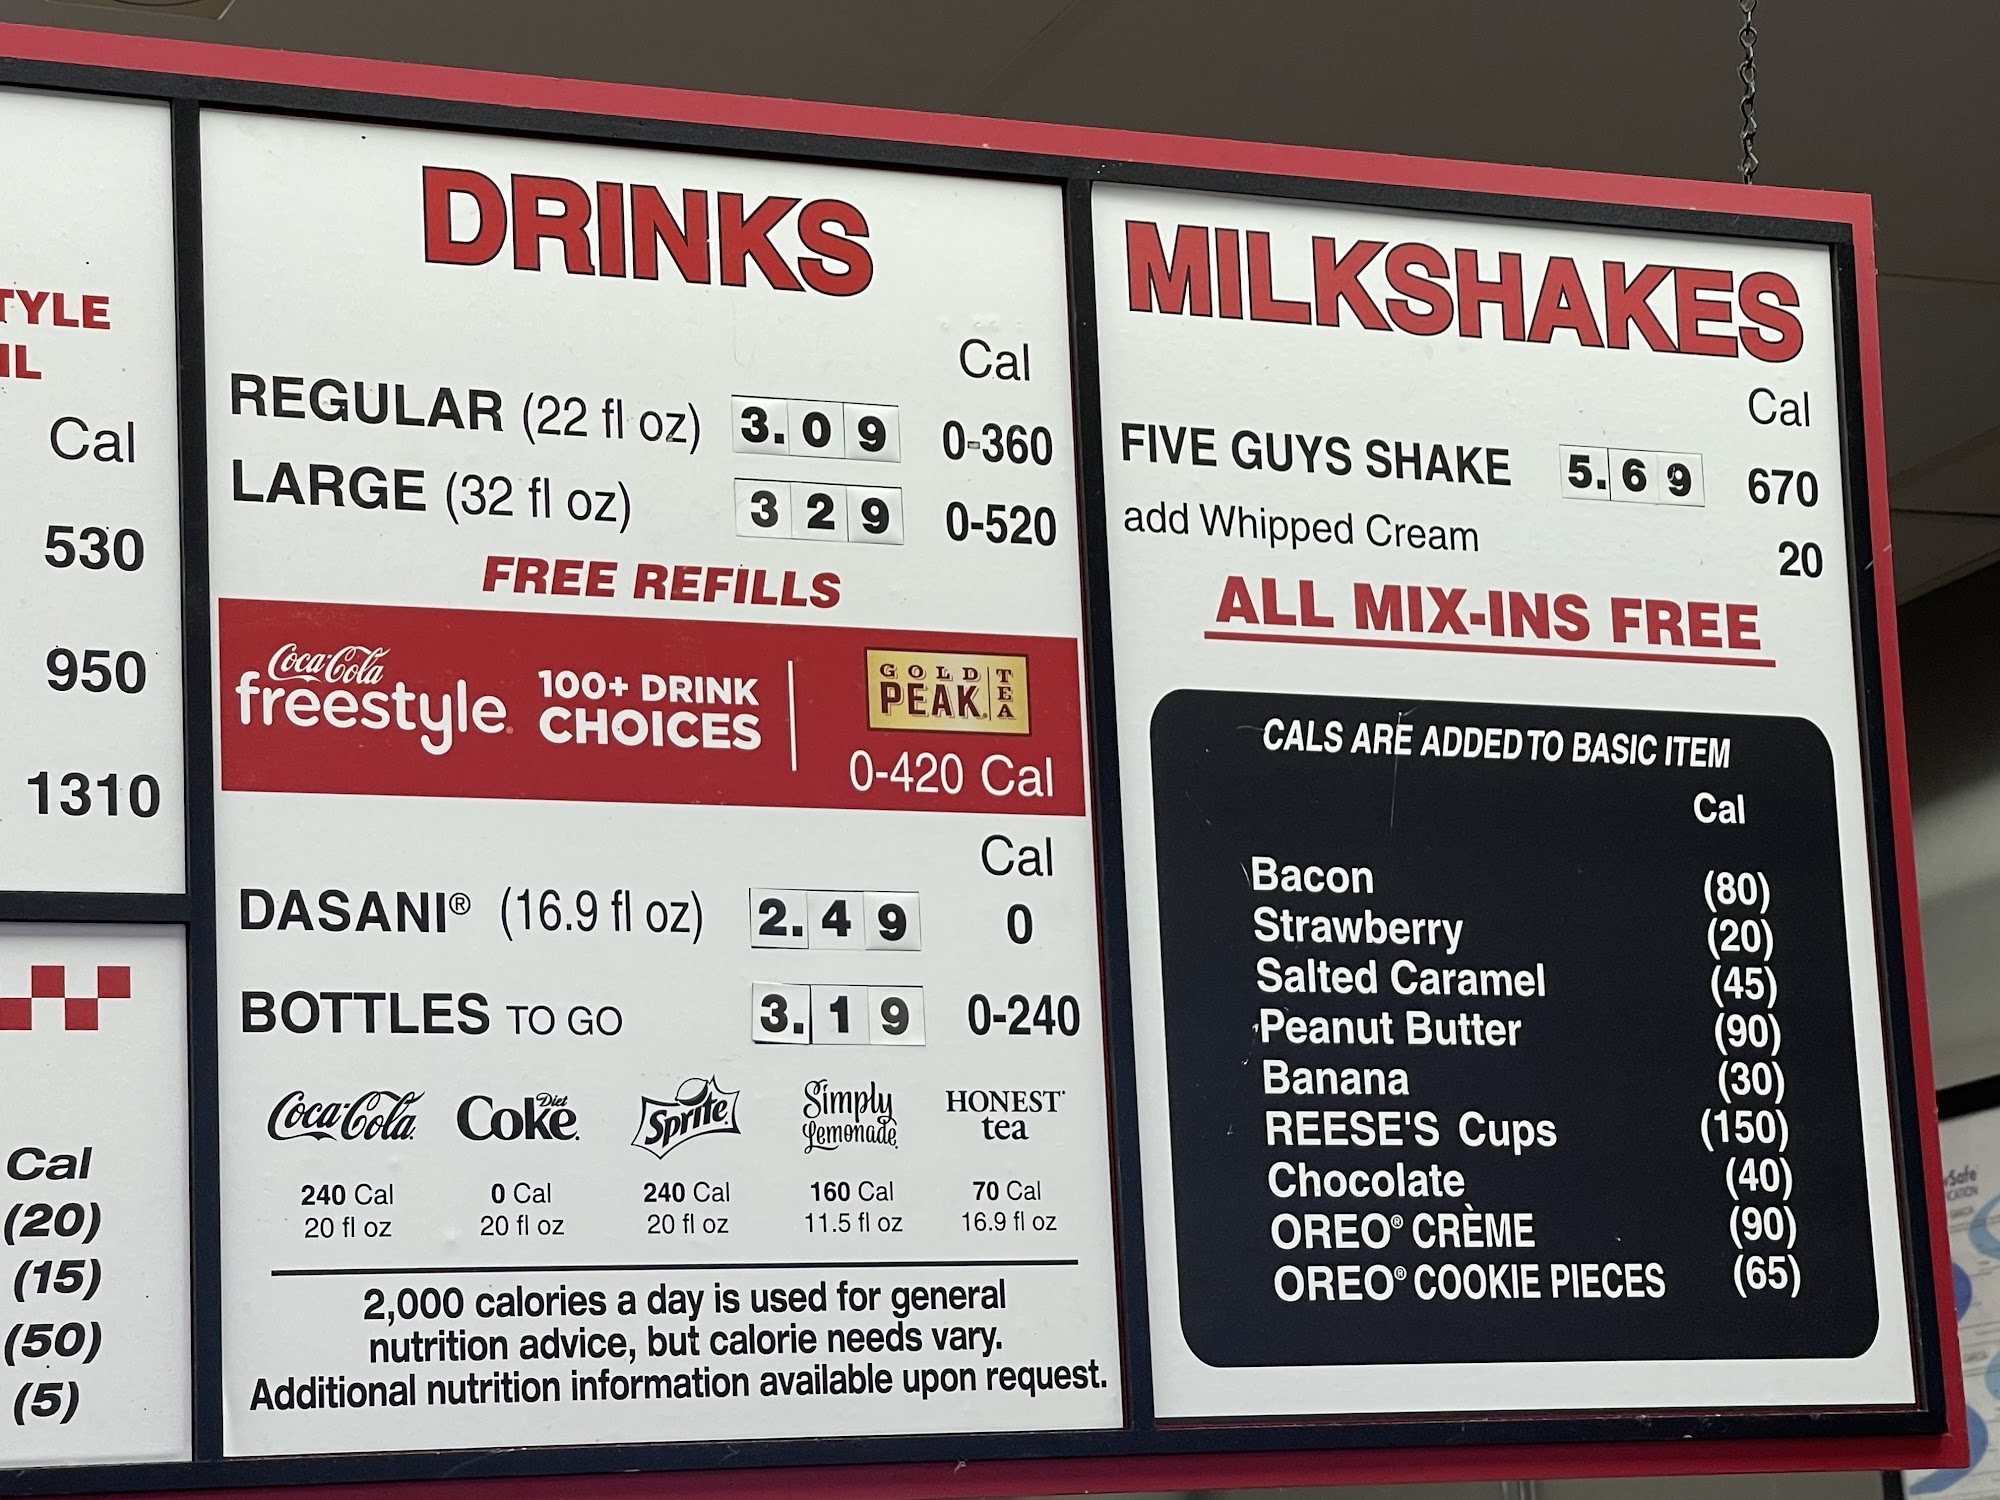 TYLE
IL
Cal
530
950
1310
Cal
(20)
(15)
(50)
(5)
DRINKS
Cal
REGULAR (22 fl oz) 3.09 0-360
LARGE (32 fl oz) 329 0-520
FREE REFILLS
Coca-Cola
freestyle
100+ DRINK
CHOICES
GOLD
PEAK
TEA
0-420 Cal
Cal
DASANI® (16.9 fl oz) 2.49 0
BOTTLES TO GO 3.19 0-240
Coca-Cola
Diet
Coke
Sprite
Simply
Lemonade
HONEST
tea
240 Cal 0 Cal 240 Cal 160 Cal 70 Cal
20 fl oz 20 fl oz 20 fl oz 11.5 fl oz 16.9 fl oz
2,000 calories a day is used for general
nutrition advice, but calorie needs vary.
Additional nutrition information available upon request.
MILKSHAKES
Cal
FIVE GUYS SHAKE 5.69 670
add Whipped Cream 20
ALL MIX-INS FREE
CALS ARE ADDED TO BASIC ITEM
Cal
Bacon (80)
Strawberry (20)
Salted Caramel (45)
Peanut Butter (90)
Banana (30)
REESE'S Cups (150)
Chocolate (40)
OREO® CRÈME (90)
OREO® COOKIE PIECES (65)